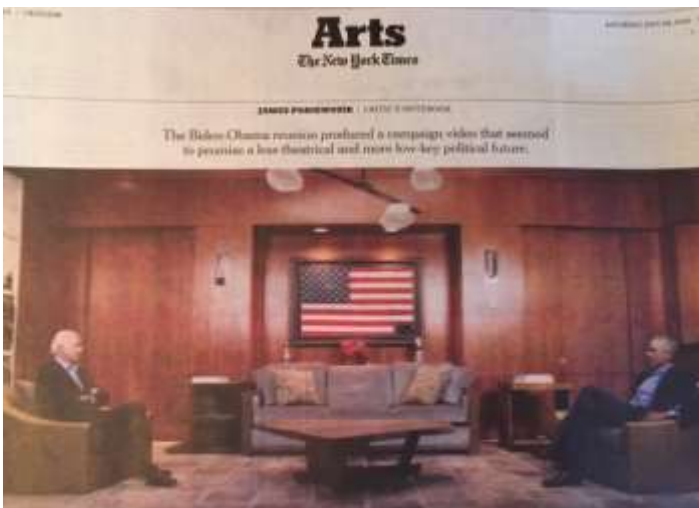 Arts
The New York Times
JAMES PONIEWOZIK | CRITIC'S NOTEBOOK
The Biden-Obama reunion produced a campaign video that seemed
to promise a less theatrical and more low-key political future.